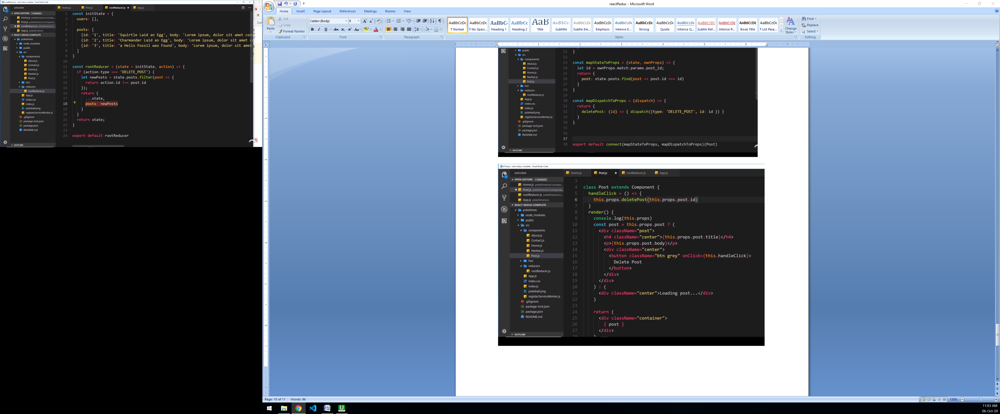 rootReducer.js - react-redux-complete - Visual Studio Code
EXPLORER
OPEN EDITORS 1 UNSAVED
Home.js poketimes\src\compo...
Post.js poketimes\src\compone...
rootReducer.js poketimes\src\...
App.js poketimes\src
REACT-REDUX-COMPLETE
poketimes
node_modules
public
src
components
About.js
Contact.js
Home.js
Navbar.js
Post.js
hoc
reducers
rootReducer.js
App.js
index.css
index.js
pokeball.png
registerServiceWorker.js
.gitignore
package-lock.json
package.json
README.md
OUTLINE
Home.js Post.js rootReducer.js App.js
1 const initState = {
2 users: [],
3
4 posts: [
5 {id: '1', title: 'Squirtle Laid an Egg', body: 'Lorem ipsum, dolor sit amet con
6 {id: '2', title: 'Charmander Laid an Egg', body: 'Lorem ipsum, dolor sit amet c
7 {id: '3', title: 'a Helix Fossil was Found', body: 'Lorem ipsum, dolor sit amet
8 ]
9 }
10
11 const rootReducer = (state = initState, action) => {
12 if (action.type === 'DELETE_POST') {
13 let newPosts = state.posts.filter(post => {
14 return action.id !== post.id
15 });
16 return {
17 ...state,
18 posts: newPosts
19 }
20 }
21 return state;
22 }
23
24 export default rootReducer
reactRedux - Microsoft Word
Home Insert Page Layout References Mailings Review View
Paste
Cut
Copy
Format Painter
Clipboard
Calibri (Body) 9
Font
Paragraph
AaBbCcDc AaBbCcDc AaBbC AaBbCc AaB AaBbCc. AaBbCcDc AaBbCcDc AaBbCcDc AaBbCcDc AaBbCcDc AaBbCcDc AaBbCcDc AaBbCcDc AaBbCcDc AaBbCcDc
¶ Normal ¶ No Spaci... Heading 1 Heading 2 Title Subtitle Subtle Em... Emphasis Intense E... Strong Quote Intense Q... Subtle Ref... Intense R... Book Title ¶ List Para...
Styles
Change Styles
Find
Replace
Select
Editing
public
src
components
About.js
Contact.js
Home.js
Navbar.js
Post.js
hoc
reducers
rootReducer.js
App.js
index.css
index.js
pokeball.png
registerServiceWorker.js
.gitignore
package-lock.json
package.json
README.md
OUTLINE
21 }
22
23 const mapStateToProps = (state, ownProps) => {
24 let id = ownProps.match.params.post_id;
25 return {
26 post: state.posts.find(post => post.id === id)
27 }
28 }
29
30 const mapDispatchToProps = (dispatch) => {
31 return {
32 deletePost: (id) => { dispatch({type: 'DELETE_POST', id: id }) }
33 }
34 }
35
36
37
38 export default connect(mapStateToProps, mapDispatchToProps)(Post)
Post.js - react-redux-complete - Visual Studio Code
EXPLORER
OPEN EDITORS 1 UNSAVED
Home.js poketimes\src\compo...
Post.js poketimes\src\compone...
rootReducer.js poketimes\src\...
App.js poketimes\src
REACT-REDUX-COMPLETE
poketimes
node_modules
public
src
components
About.js
Contact.js
Home.js
Navbar.js
Post.js
hoc
reducers
rootReducer.js
App.js
index.css
index.js
pokeball.png
registerServiceWorker.js
.gitignore
package-lock.json
package.json
README.md
OUTLINE
Home.js Post.js rootReducer.js App.js
3
4 class Post extends Component {
5 handleClick = () => {
6 this.props.deletePost(this.props.post.id)
7 }
8 render() {
9 console.log(this.props)
10 const post = this.props.post ? (
11 <div className="post">
12 <h4 className="center">{this.props.post.title}</h4>
13 <p>{this.props.post.body}</p>
14 <div className="center">
15 <button className="btn grey" onClick={this.handleClick}>
16 Delete Post
17 </button>
18 </div>
19 </div>
20 ) : (
21 <div className="center">Loading post...</div>
22 )
23
24 return (
25 <div className="container">
26 { post }
27 </div>
28 )
Page: 10 of 11 Words: 96
150%
11:03 AM
06-Oct-20